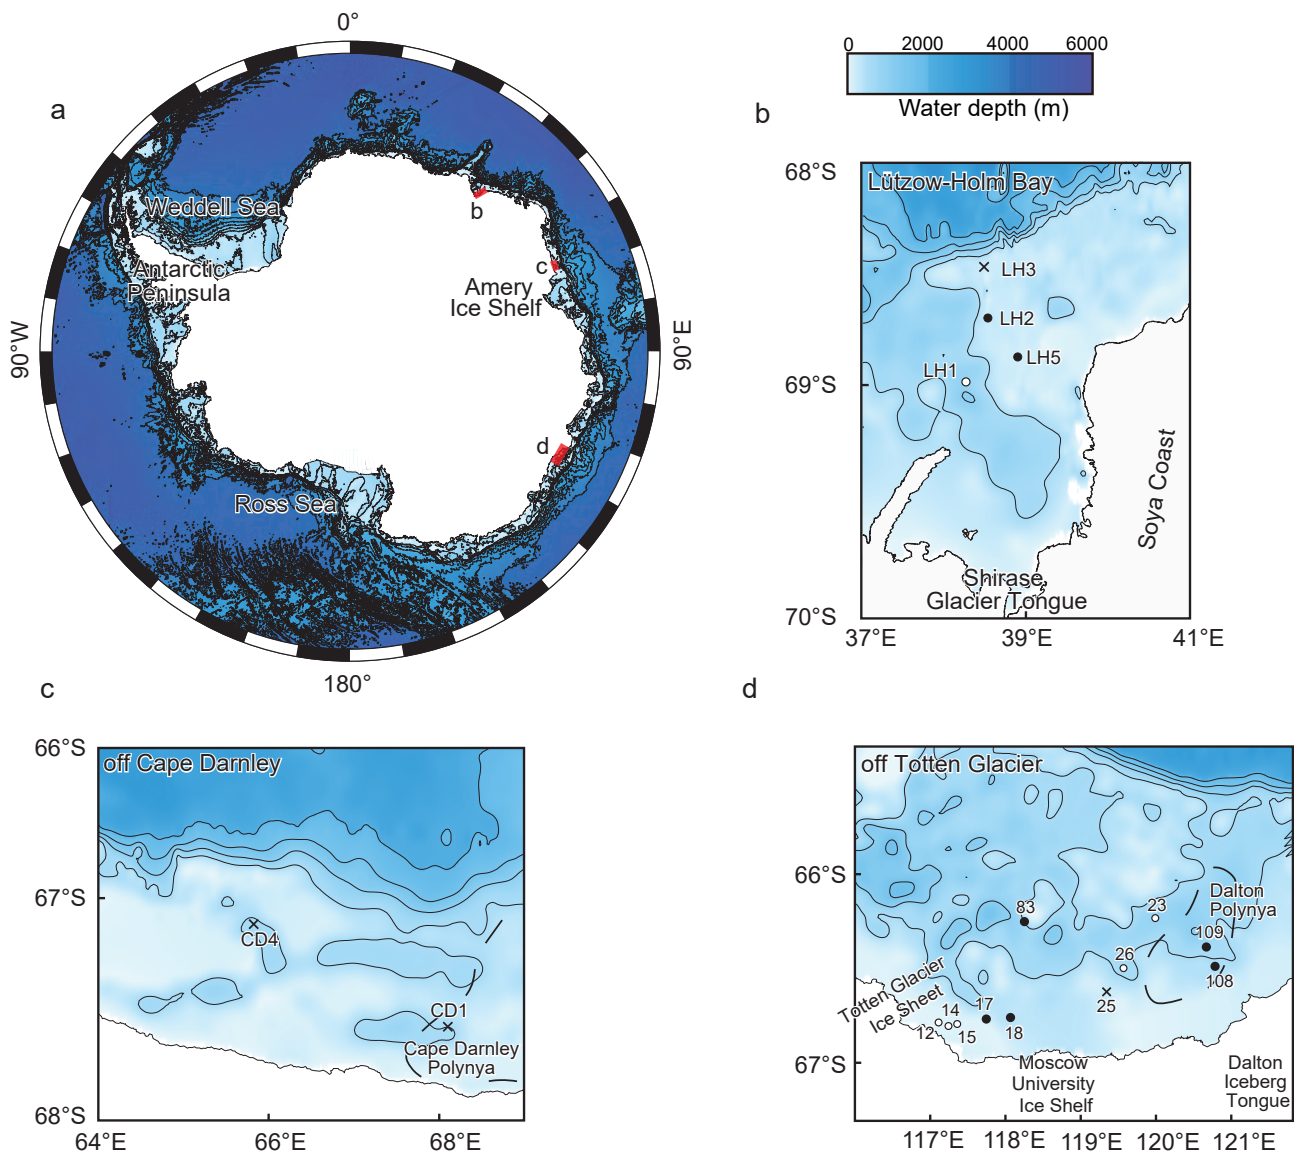 0°
a
Weddell Sea
Antarctic
Peninsula
b
c
Amery
Ice Shelf
d
Ross Sea
90°W
90°E
180°
0 2000 4000 6000
Water depth (m)
b
68°S
69°S
70°S
Lützow-Holm Bay
LH3
LH2
LH5
LH1
Soya Coast
Shirase
Glacier Tongue
37°E 39°E 41°E
c
66°S
67°S
68°S
off Cape Darnley
CD4
CD1
Cape Darnley
Polynya
64°E 66°E 68°E
d
off Totten Glacier
66°S
67°S
Dalton
Polynya
83
23
109
26
108
25
Totten Glacier
Ice Sheet
17
14
12
15
18
Moscow
University
Ice Shelf
Dalton
Iceberg
Tongue
117°E 118°E 119°E 120°E 121°E